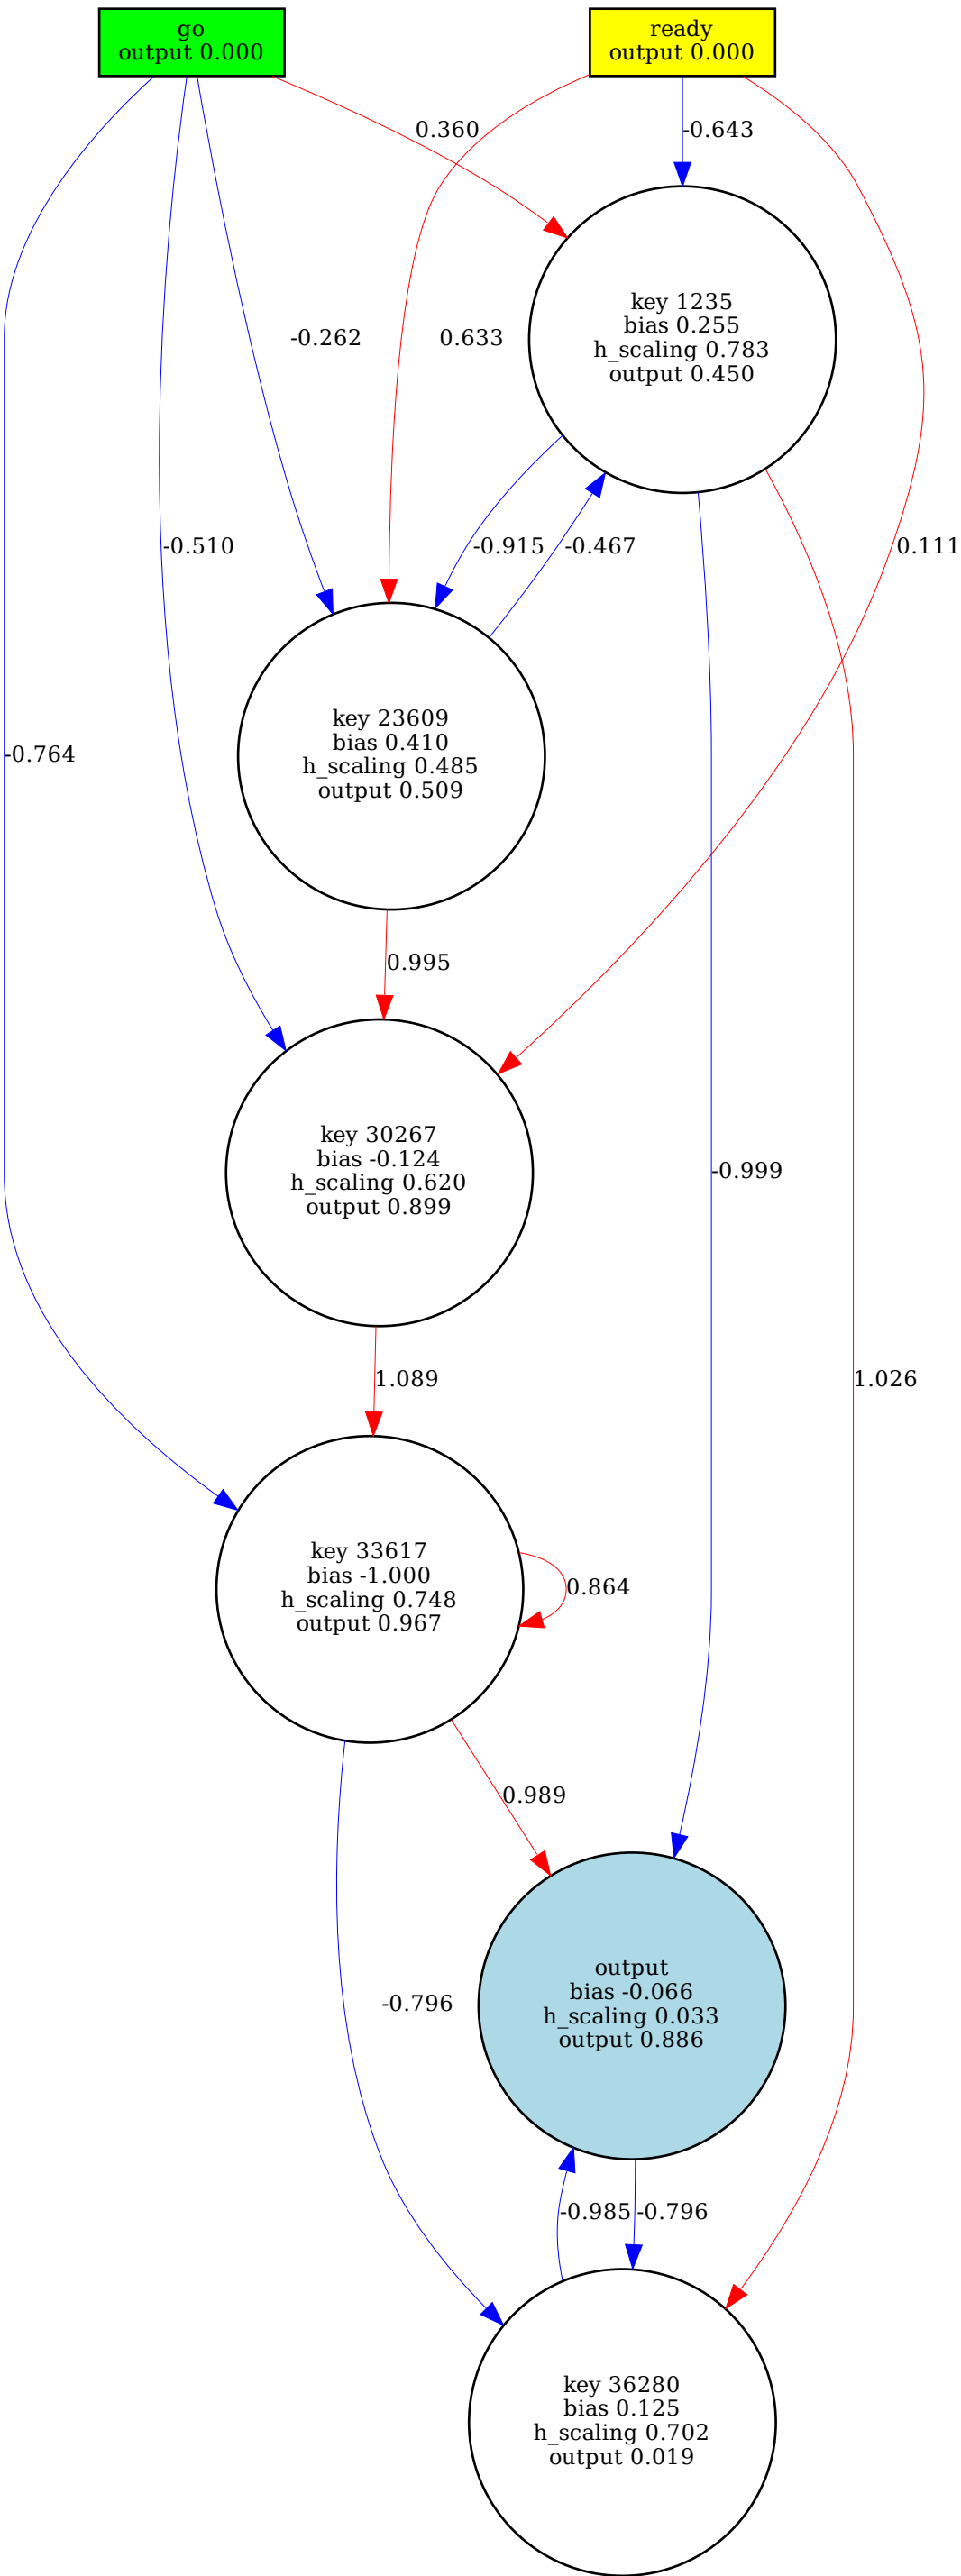 go
output 0.000
ready
output 0.000
0.360
-0.643
key 1235
bias 0.255
h_scaling 0.783
output 0.450
-0.262
0.633
-0.510
-0.915
-0.467
0.111
key 23609
bias 0.410
h_scaling 0.485
output 0.509
-0.764
0.995
key 30267
bias -0.124
h_scaling 0.620
output 0.899
-0.999
1.089
1.026
key 33617
bias -1.000
h_scaling 0.748
output 0.967
0.864
0.989
output
bias -0.066
h_scaling 0.033
output 0.886
-0.796
-0.985
-0.796
key 36280
bias 0.125
h_scaling 0.702
output 0.019